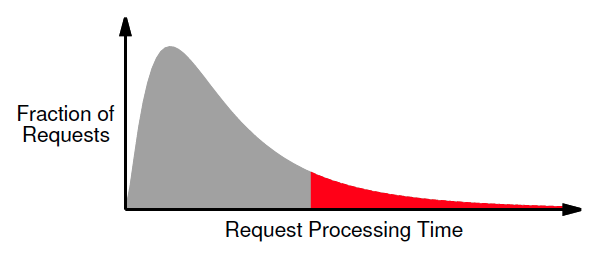 Fraction of
Requests
Request Processing Time